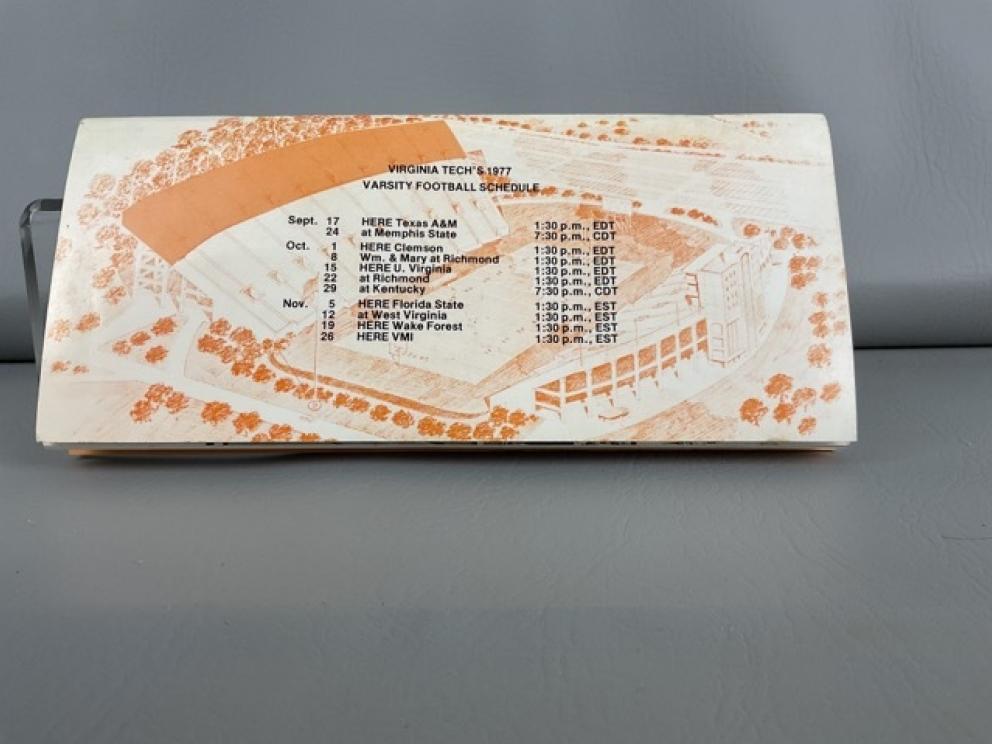 VIRGINIA TECH'S 1977
VARSITY FOOTBALL SCHEDULE
Sept. 17 HERE Texas A&M 1:30 p.m., EDT
24 at Memphis State 7:30 p.m., CDT
Oct. 1 HERE Clemson 1:30 p.m., EDT
8 Wm. & Mary at Richmond 1:30 p.m., EDT
15 HERE U. Virginia 1:30 p.m., EDT
22 at Richmond 1:30 p.m., EDT
29 at Kentucky 7:30 p.m., CDT
Nov. 5 HERE Florida State 1:30 p.m., EST
12 at West Virginia 1:30 p.m., EST
19 HERE Wake Forest 1:30 p.m., EST
26 HERE VMI 1:30 p.m., EST